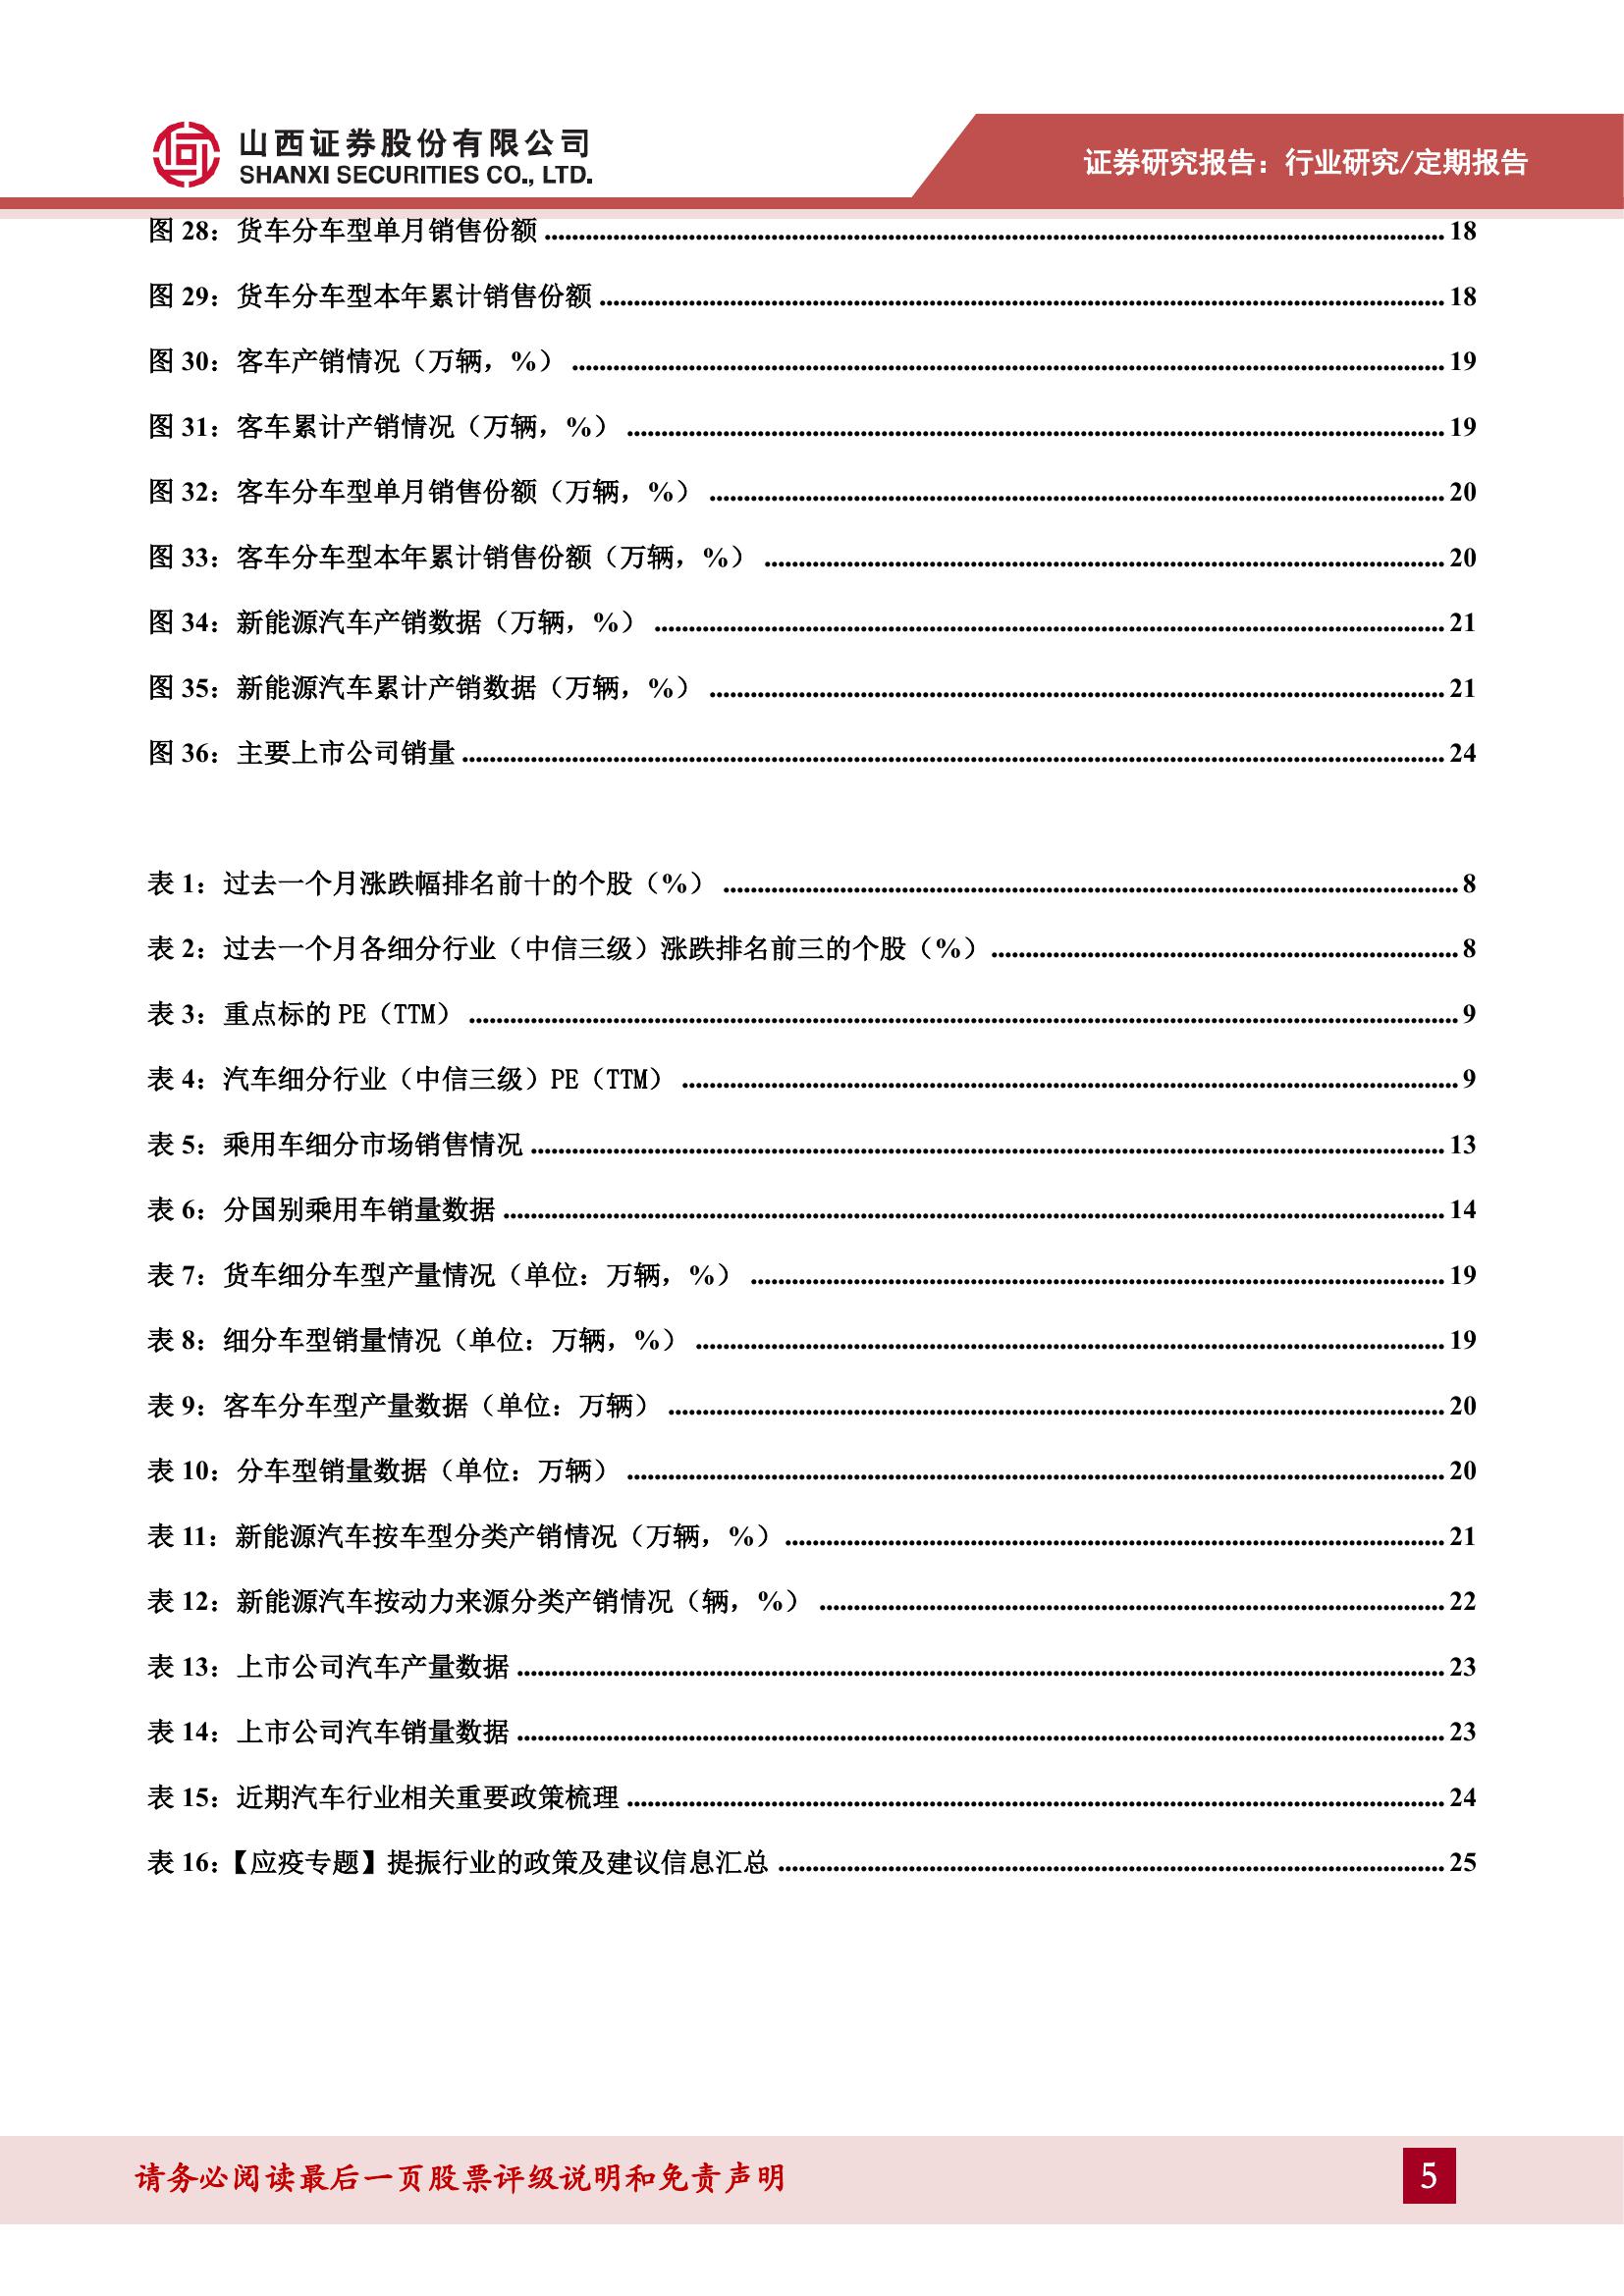 山西证券股份有限公司
SHANXI SECURITIES CO., LTD.
证券研究报告：行业研究/定期报告
图 28：货车分车型单月销售份额 ........ 18
图 29：货车分车型本年累计销售份额 ........ 18
图 30：客车产销情况（万辆，%） ........ 19
图 31：客车累计产销情况（万辆，%） ........ 19
图 32：客车分车型单月销售份额（万辆，%） ........ 20
图 33：客车分车型本年累计销售份额（万辆，%） ........ 20
图 34：新能源汽车产销数据（万辆，%） ........ 21
图 35：新能源汽车累计产销数据（万辆，%） ........ 21
图 36：主要上市公司销量 ........ 24
表 1：过去一个月涨跌幅排名前十的个股（%） ........ 8
表 2：过去一个月各细分行业（中信三级）涨跌排名前三的个股（%） ........ 8
表 3：重点标的 PE（TTM） ........ 9
表 4：汽车细分行业（中信三级）PE（TTM） ........ 9
表 5：乘用车细分市场销售情况 ........ 13
表 6：分国别乘用车销量数据 ........ 14
表 7：货车细分车型产量情况（单位：万辆，%） ........ 19
表 8：细分车型销量情况（单位：万辆，%） ........ 19
表 9：客车分车型产量数据（单位：万辆） ........ 20
表 10：分车型销量数据（单位：万辆） ........ 20
表 11：新能源汽车按车型分类产销情况（万辆，%） ........ 21
表 12：新能源汽车按动力来源分类产销情况（辆，%） ........ 22
表 13：上市公司汽车产量数据 ........ 23
表 14：上市公司汽车销量数据 ........ 23
表 15：近期汽车行业相关重要政策梳理 ........ 24
表 16：【应疫专题】提振行业的政策及建议信息汇总 ........ 25
请务必阅读最后一页股票评级说明和免责声明
5